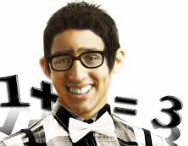 1+ = 3